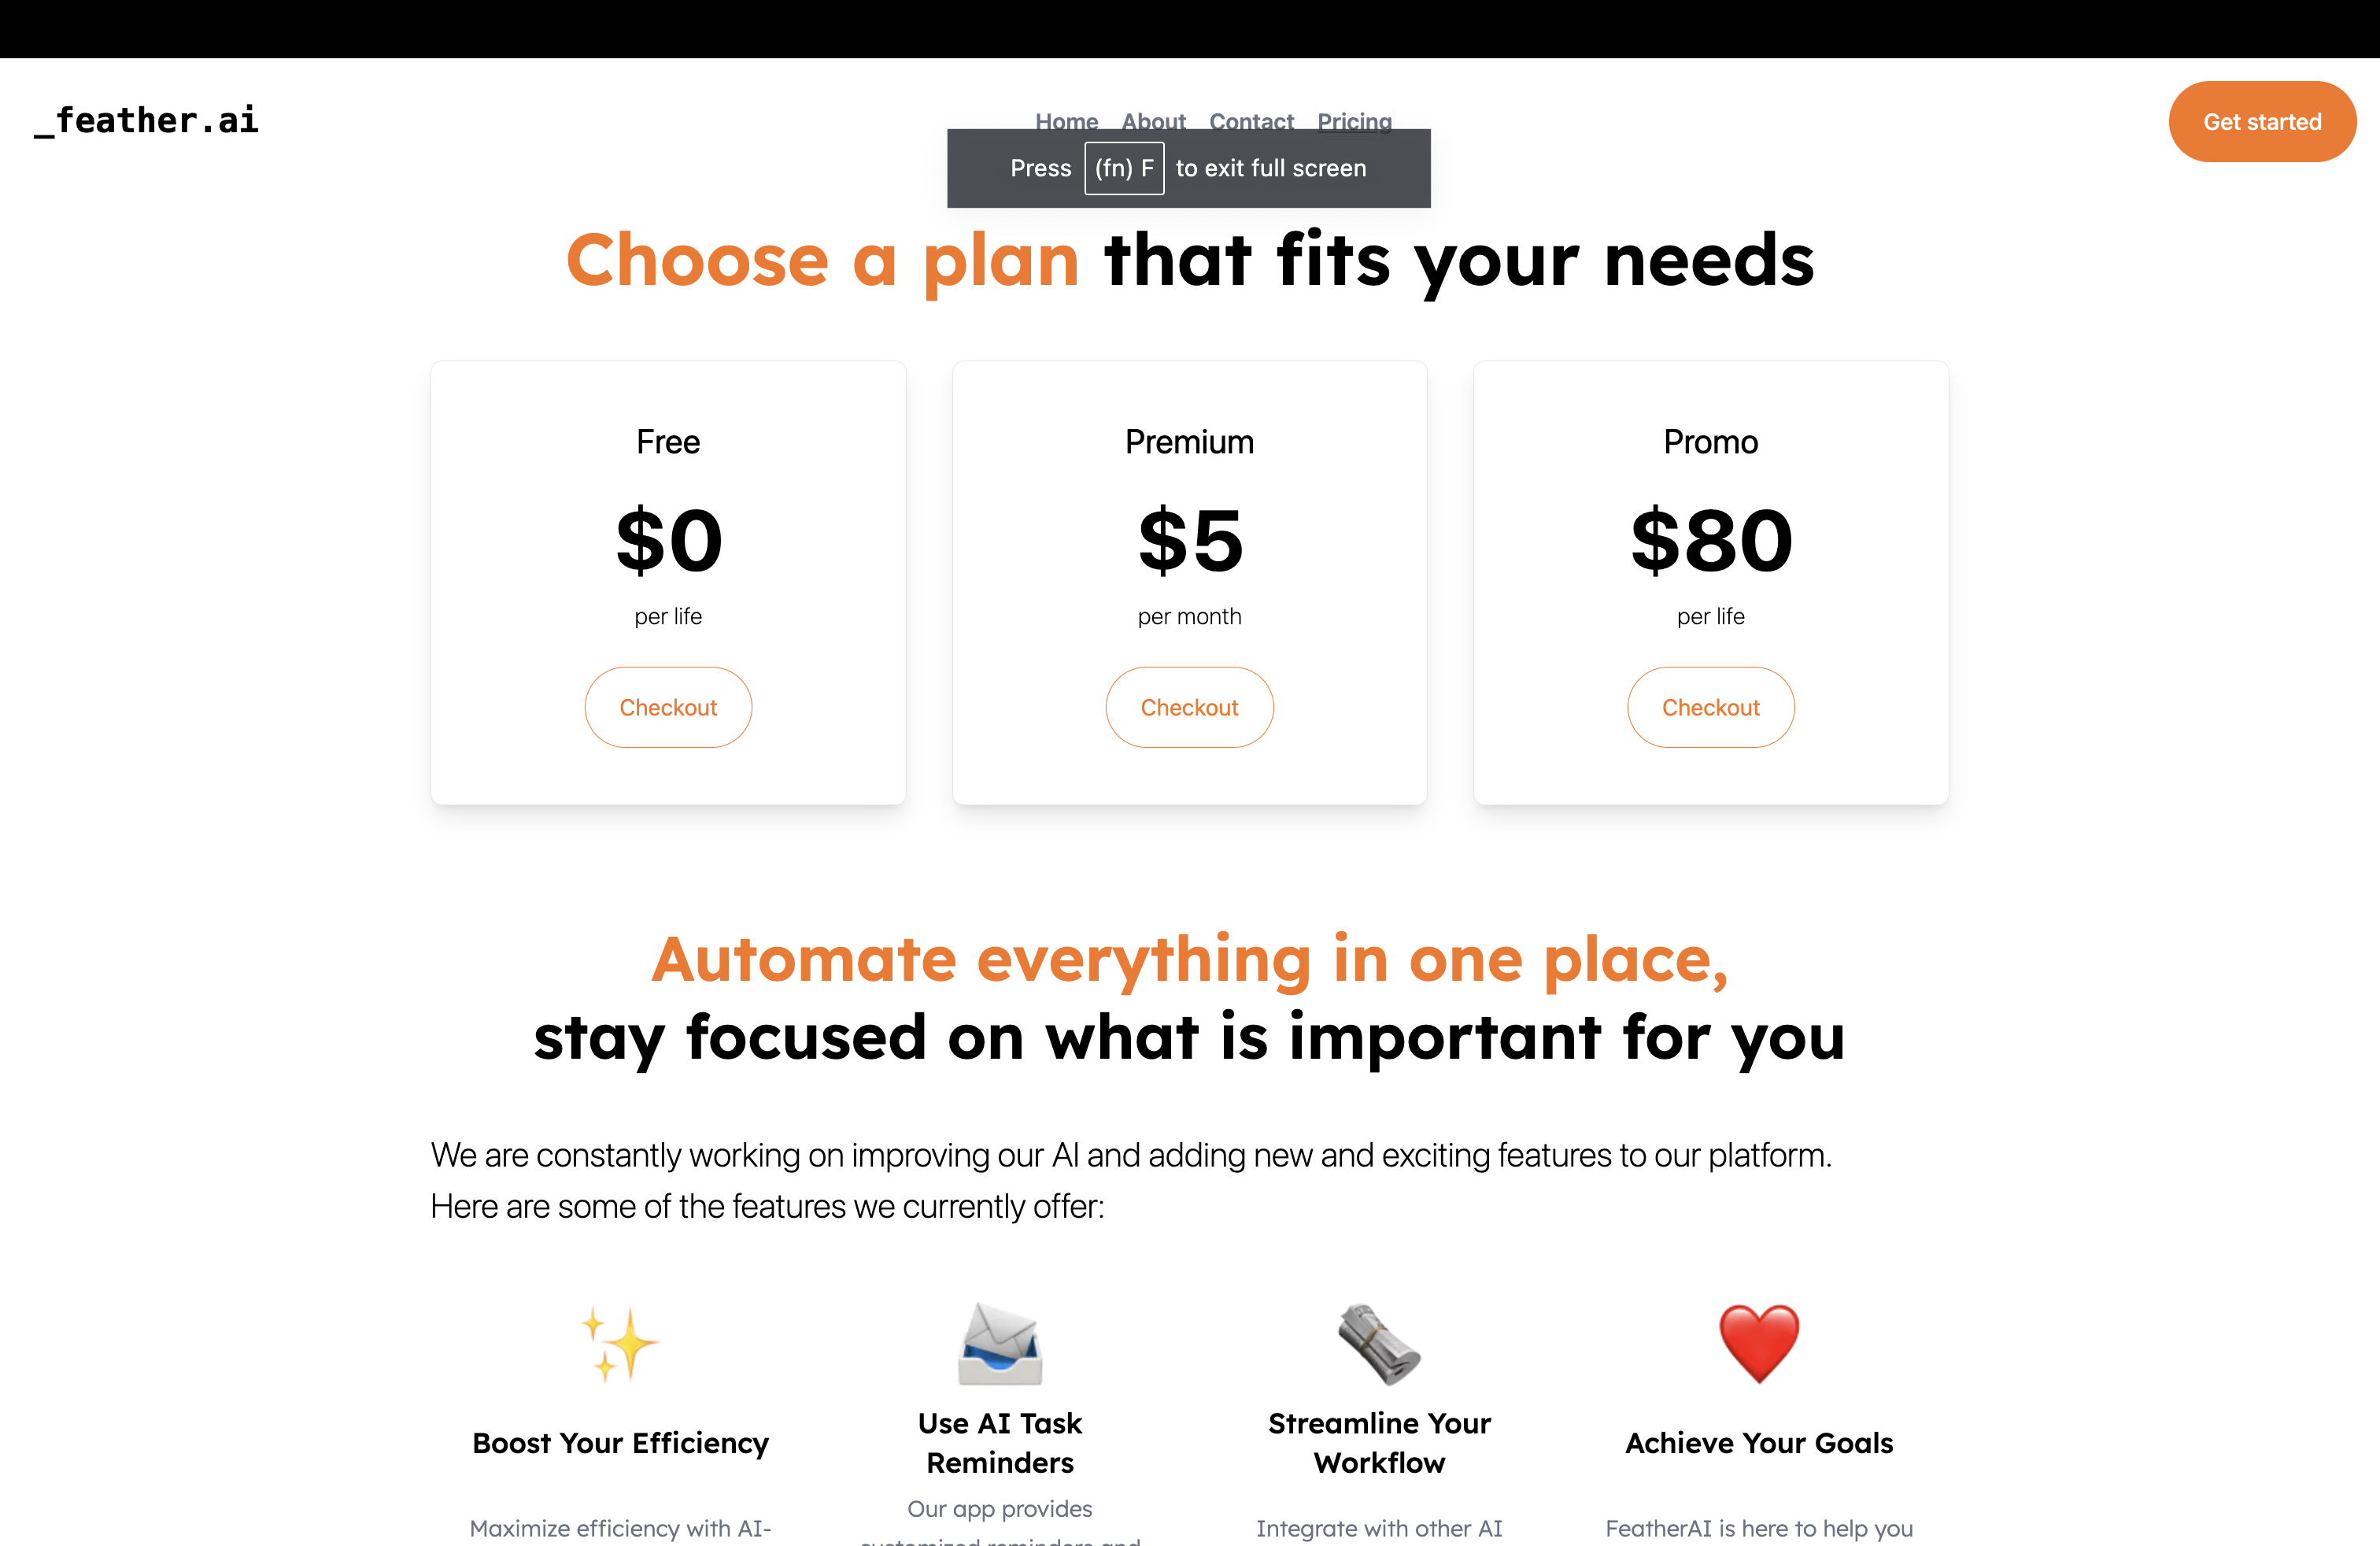 _feather.ai
Home About Contact Pricing
Get started
Press (fn) F to exit full screen
Choose a plan that fits your needs
Free
$0
per life
Checkout
Premium
$5
per month
Checkout
Promo
$80
per life
Checkout
Automate everything in one place,
stay focused on what is important for you
We are constantly working on improving our AI and adding new and exciting features to our platform.
Here are some of the features we currently offer:
Boost Your Efficiency
Maximize efficiency with AI-
Use AI Task
Reminders
Our app provides
customized reminders and
Streamline Your
Workflow
Integrate with other AI
Achieve Your Goals
FeatherAI is here to help you